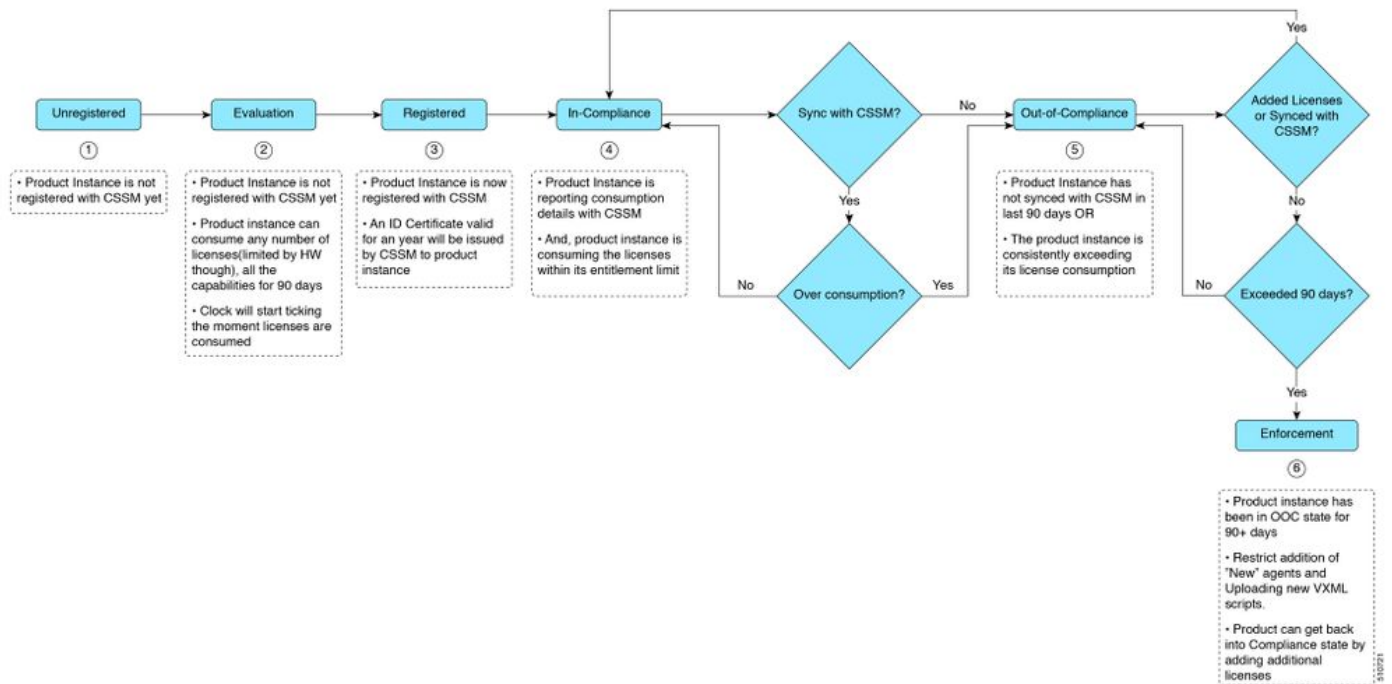 Yes
Unregistered
Evaluation
Registered
In-Compliance
Sync with CSSM?
No
Out-of-Compliance
Added Licenses
or Synced with
CSSM?
1
• Product Instance is not
registered with CSSM yet
2
• Product Instance is not
registered with CSSM yet
• Product instance can
consume any number of
licenses(limited by HW
though), all the
capabilities for 90 days
• Clock will start ticking
the moment licenses are
consumed
3
• Product Instance is now
registered with CSSM
• An ID Certificate valid
for an year will be issued
by CSSM to product
instance
4
• Product Instance is
reporting consumption
details with CSSM
• And, product instance is
consuming the licenses
within its entitlement limit
Yes
No
Over consumption?
Yes
5
• Product Instance has
not synced with CSSM in
last 90 days OR
• The product instance is
consistently exceeding
its license consumption
No
No
Exceeded 90 days?
Yes
Enforcement
6
• Product instance has
been in OOC state for
90+ days
• Restrict addition of
"New" agents and
Uploading new VXML
scripts.
• Product can get back
into Compliance state by
adding additional
licenses
510721